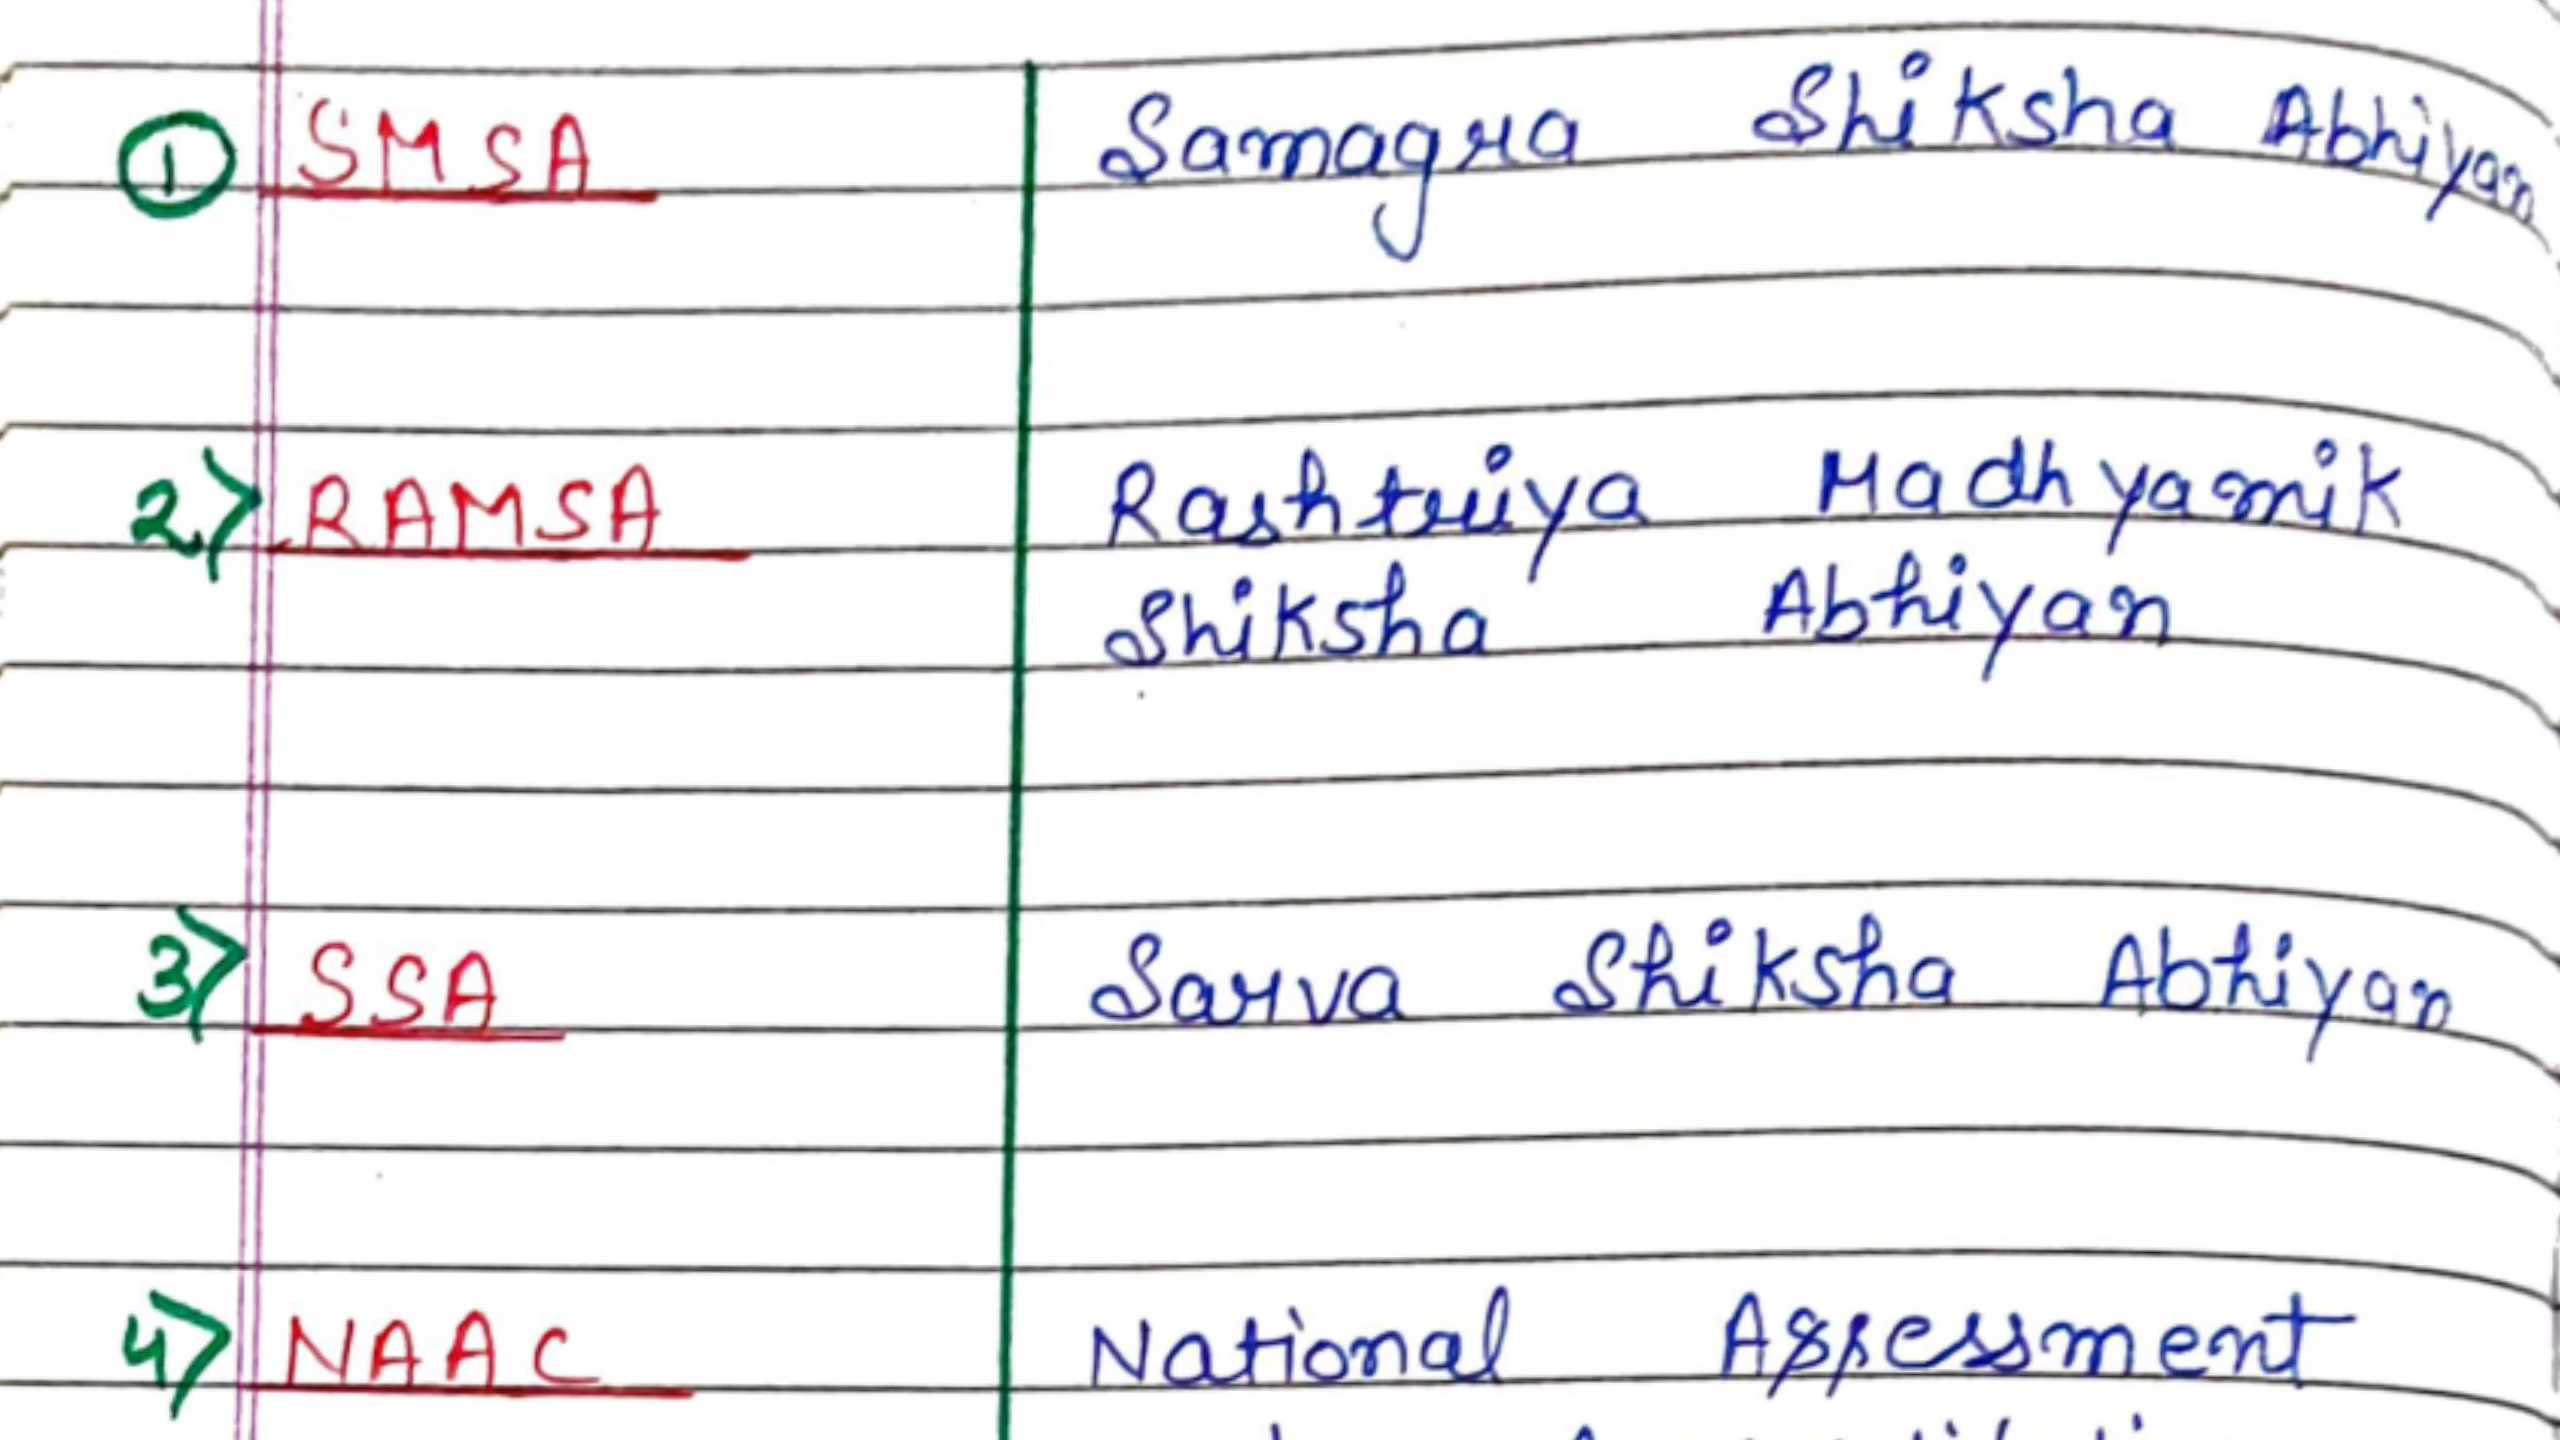 ① SMSA Samagra Shiksha Abhiyan
2> RAMSA Rashtriya Madhyamik
Shiksha Abhiyan
3> SSA Sarva Shiksha Abhiyan
4> NAAC National Assessment